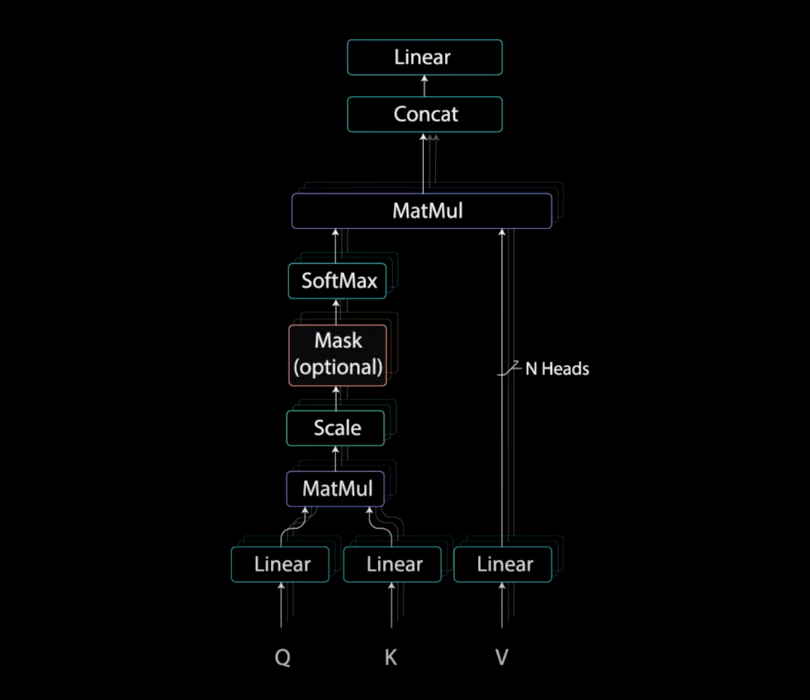 Linear
Concat
MatMul
SoftMax
Mask
(optional)
N Heads
Scale
MatMul
Linear
Linear
Linear
Q
K
V